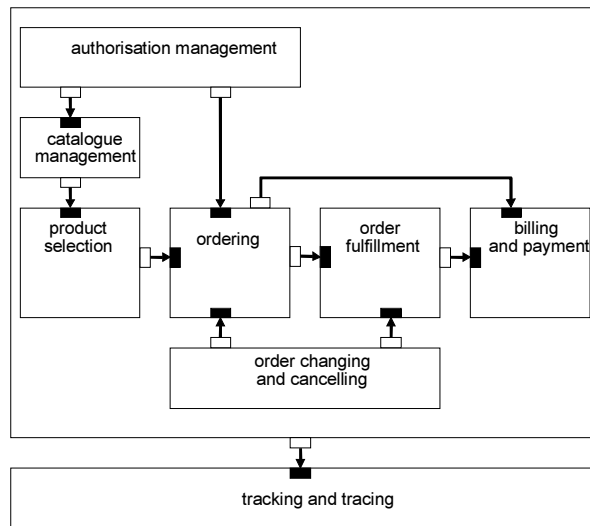 authorisation management
catalogue
management
product
selection
ordering
order
fulfillment
billing
and payment
order changing
and cancelling
tracking and tracing